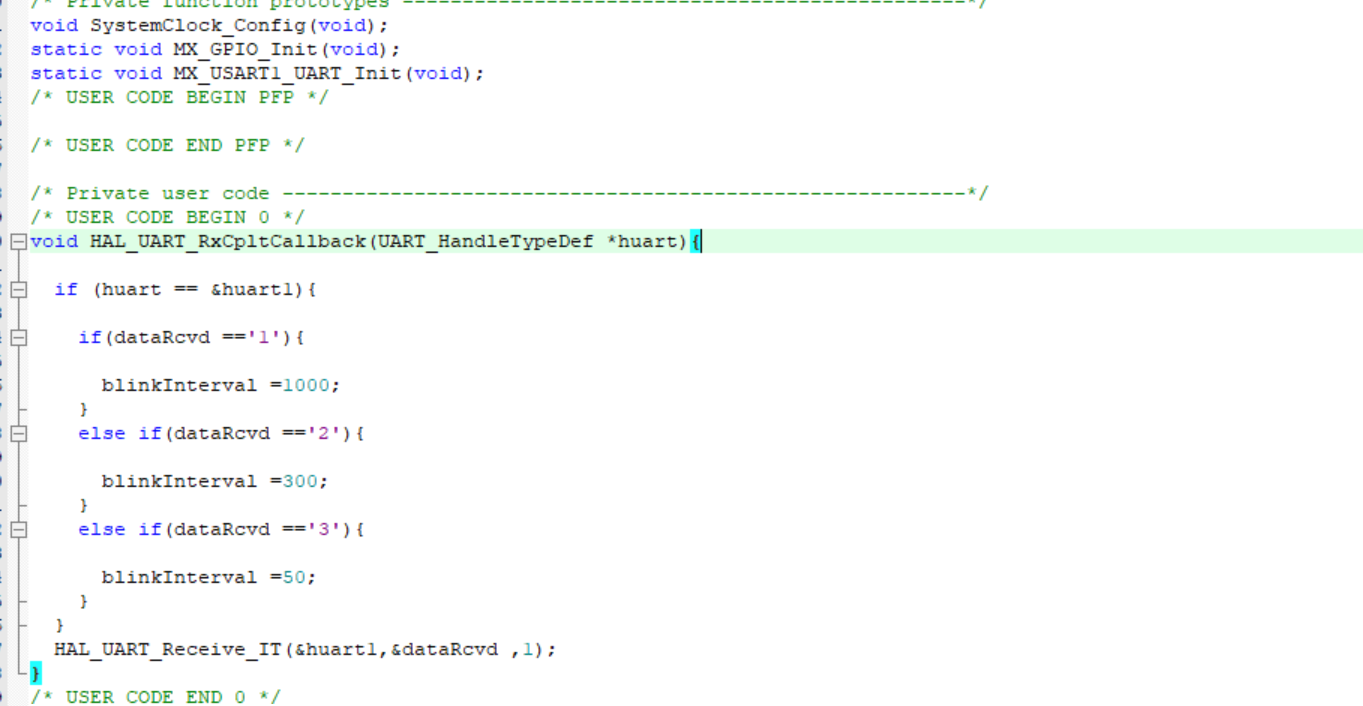 /* Private function prototypes -----------------------------------------------*/
void SystemClock_Config(void);
static void MX_GPIO_Init(void);
static void MX_USART1_UART_Init(void);
/* USER CODE BEGIN PFP */
/* USER CODE END PFP */
/* Private user code ---------------------------------------------------------*/
/* USER CODE BEGIN 0 */
void HAL_UART_RxCpltCallback(UART_HandleTypeDef *huart){
if (huart == &huart1){
if(dataRcvd =='1'){
blinkInterval =1000;
}
else if(dataRcvd =='2'){
blinkInterval =300;
}
else if(dataRcvd =='3'){
blinkInterval =50;
}
}
HAL_UART_Receive_IT(&huart1,&dataRcvd ,1);
}
/* USER CODE END 0 */